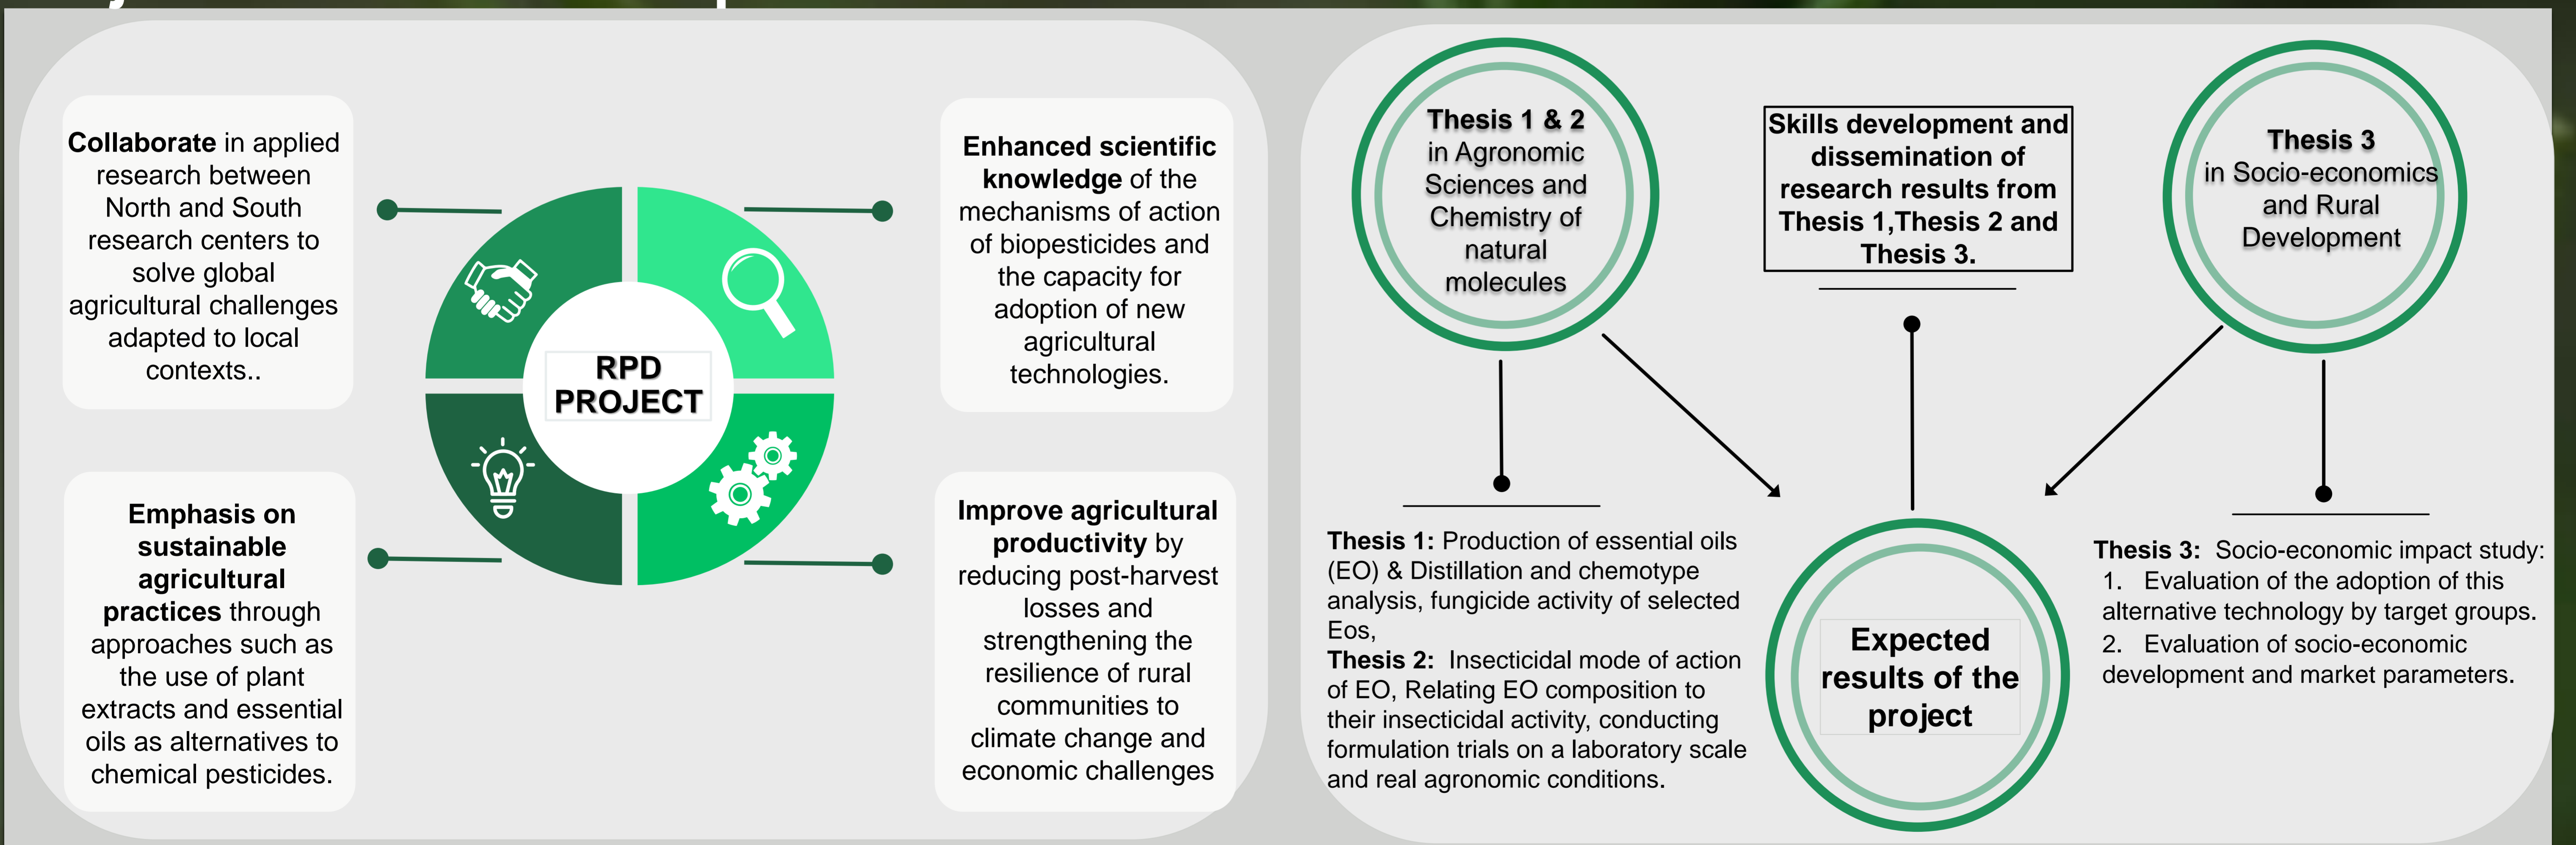 Collaborate in applied
research between
North and South
research centers to
solve global
agricultural challenges
adapted to local
contexts..
Emphasis on
sustainable
agricultural
practices through
approaches such as
the use of plant
extracts and essential
oils as alternatives to
chemical pesticides.
RPD
PROJECT
Enhanced scientific
knowledge of the
mechanisms of action
of biopesticides and
the capacity for
adoption of new
agricultural
technologies.
Improve agricultural
productivity by
reducing post-harvest
losses and
strengthening the
resilience of rural
communities to
climate change and
economic challenges
Thesis 1 & 2
in Agronomic
Sciences and
Chemistry of
natural
molecules
Skills development and
dissemination of
research results from
Thesis 1,Thesis 2 and
Thesis 3.
Thesis 3
in Socio-economics
and Rural
Development
Thesis 1: Production of essential oils
(EO) & Distillation and chemotype
analysis, fungicide activity of selected
Eos,
Thesis 2: Insecticidal mode of action
of EO, Relating EO composition to
their insecticidal activity, conducting
formulation trials on a laboratory scale
and real agronomic conditions.
Expected
results of the
project
Thesis 3: Socio-economic impact study:
1. Evaluation of the adoption of this
alternative technology by target groups.
2. Evaluation of socio-economic
development and market parameters.